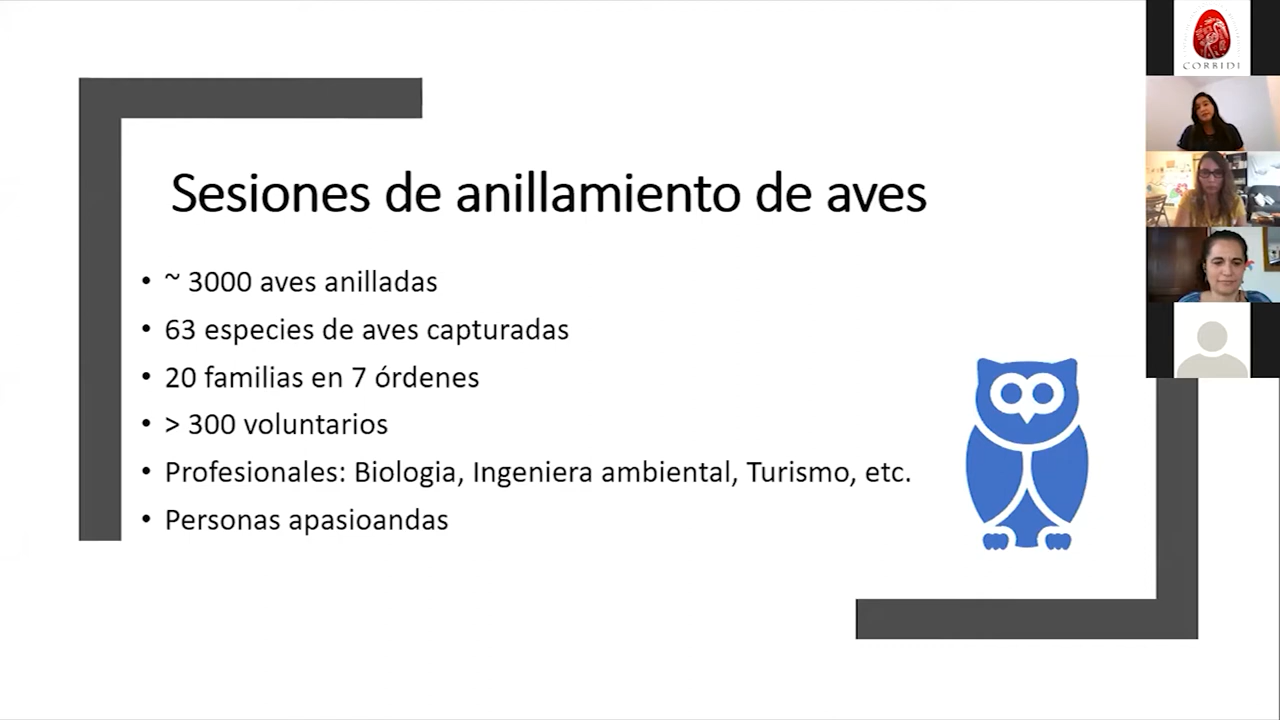 CORBIDI
Sesiones de anillamiento de aves
• ~ 3000 aves anilladas
• 63 especies de aves capturadas
• 20 familias en 7 órdenes
• > 300 voluntarios
• Profesionales: Biologia, Ingeniera ambiental, Turismo, etc.
• Personas apasioandas